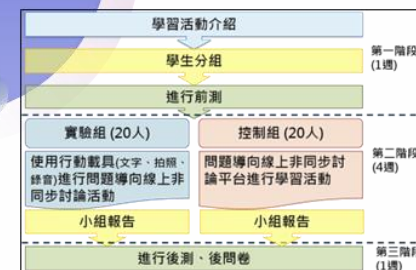 學習活動介紹
學生分組
第一階段
(1週)
進行前測
實驗組 (20人)
控制組 (20人)
使用行動載具(文字、拍照、
錄音)進行問題導向線上非
同步討論活動
問題導向線上非同步討
論平台進行學習活動
第二階段
(4週)
小組報告
小組報告
進行後測、後問卷
第三階段
(1週)